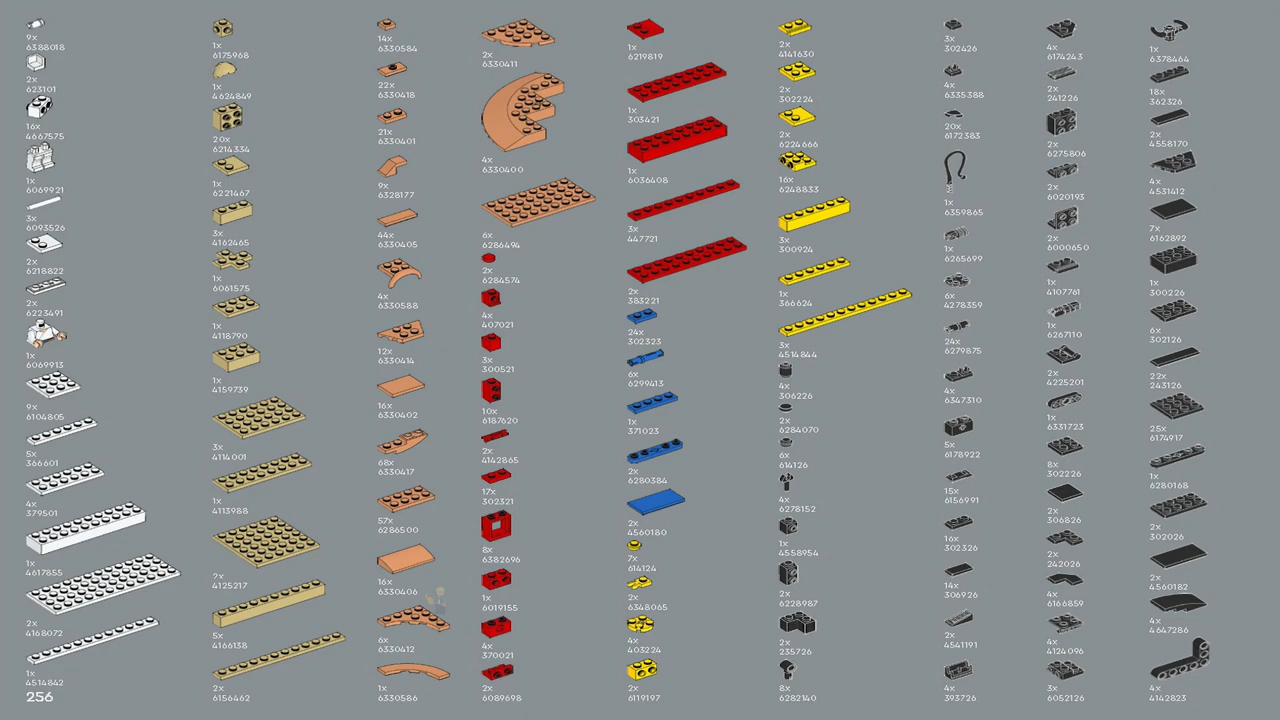 9x
6388018
2x
623101
16x
4667575
1x
6069921
3x
6093526
2x
6218822
2x
6223491
1x
6069913
9x
6104805
5x
366601
4x
379501
1x
4617855
2x
4168072
1x
4514842
256
1x
6175968
1x
4624849
20x
6214334
1x
6221467
3x
4162465
1x
6061575
1x
4118790
1x
4159739
3x
4114001
1x
4113988
2x
4125217
5x
4166138
2x
6156462
14x
6330584
22x
6330418
21x
6330401
9x
6328177
44x
6330405
4x
6330588
12x
6330414
16x
6330402
68x
6330417
57x
6286500
16x
6330406
6x
6330412
1x
6330586
2x
6330411
4x
6330400
6x
6286494
2x
6284574
4x
407021
3x
300521
10x
6187620
2x
4142865
17x
302321
8x
6382696
1x
6019155
4x
370021
2x
6089698
1x
6219819
1x
303421
1x
6036408
3x
447721
2x
383221
24x
302323
6x
6299413
1x
371023
2x
6280384
2x
4560180
7x
614124
2x
6348065
4x
403224
2x
6119197
2x
4141630
2x
302224
2x
6224666
16x
6248833
3x
300924
1x
366624
3x
4514844
4x
306226
2x
6284070
6x
614126
4x
6278152
1x
4558954
2x
6228987
2x
235726
8x
6282140
3x
302426
4x
6335388
20x
6172383
1x
6359865
1x
6265699
6x
4278359
24x
6279875
4x
6347310
5x
6178922
15x
6156991
16x
302326
14x
306926
2x
4541191
4x
393726
4x
6174243
2x
241226
2x
6275806
2x
6020193
2x
6000650
1x
4107761
1x
6267110
2x
4225201
1x
6331723
8x
302226
2x
306826
2x
242026
4x
6166859
4x
4124096
3x
6052126
1x
6378464
18x
362326
2x
4558170
4x
4531412
7x
6162892
1x
300226
6x
302126
22x
243126
25x
6174917
1x
6280168
2x
302026
2x
4560182
4x
4647286
4x
4142823